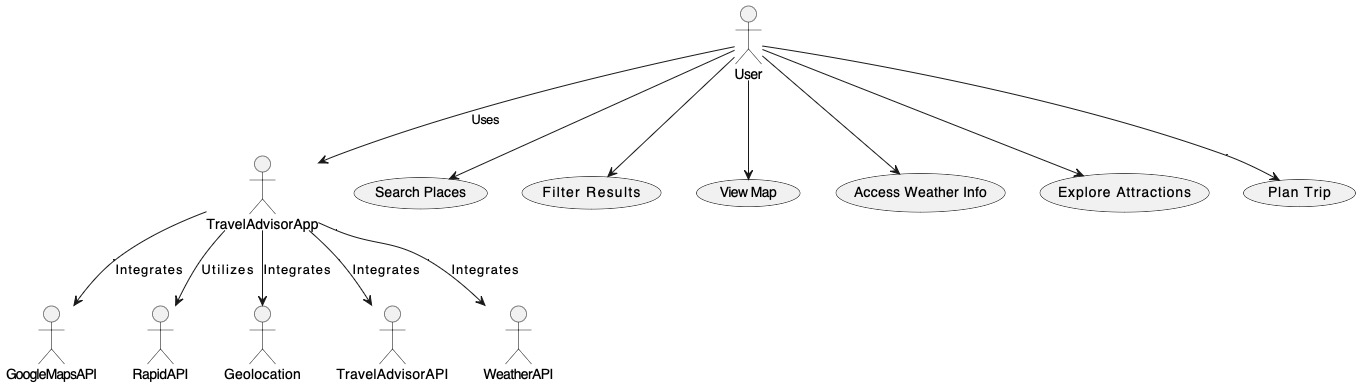 User
Uses
Search Places
Filter Results
View Map
Access Weather Info
Explore Attractions
Plan Trip
TravelAdvisorApp
Integrates
Utilizes
Integrates
Integrates
Integrates
GoogleMapsAPI
RapidAPI
Geolocation
TravelAdvisorAPI
WeatherAPI